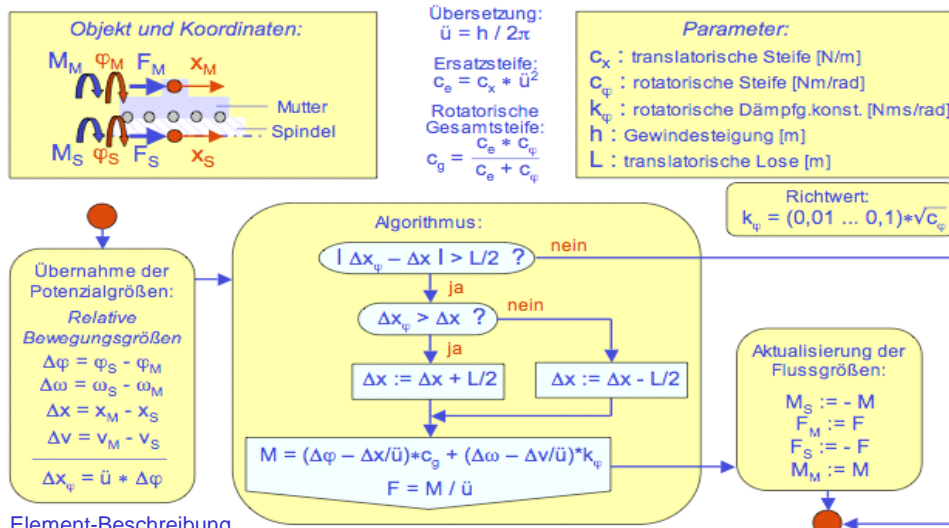 Objekt und Koordinaten:
M_M φ_M F_M x_M
Mutter
Spindel
M_S φ_S F_S x_S
Übersetzung:
ü = h / 2π
Ersatzsteife:
c_e = c_x * ü²
Rotatorische
Gesamtsteife:
c_g = (c_e * c_φ) / (c_e + c_φ)
Parameter:
c_x : translatorische Steife [N/m]
c_φ : rotatorische Steife [Nm/rad]
k_φ : rotatorische Dämpfg.konst. [Nms/rad]
h : Gewindesteigung [m]
L : translatorische Lose [m]
Richtwert:
k_φ = (0,01 ... 0,1)*√c_φ
Übernahme der
Potenzialgrößen:
Relative
Bewegungsgrößen
Δφ = φ_S - φ_M
Δω = ω_S - ω_M
Δx = x_M - x_S
Δv = v_M - v_S
Δx_φ = ü * Δφ
Algorithmus:
| Δx_φ – Δx | > L/2 ?
nein
ja
Δx_φ > Δx ?
nein
ja
Δx := Δx + L/2
Δx := Δx - L/2
M = (Δφ – Δx/ü)*c_g + (Δω – Δv/ü)*k_φ
F = M / ü
Aktualisierung der
Flussgrößen:
M_S := - M
F_M := F
F_S := - F
M_M := M
Element-Beschreibung